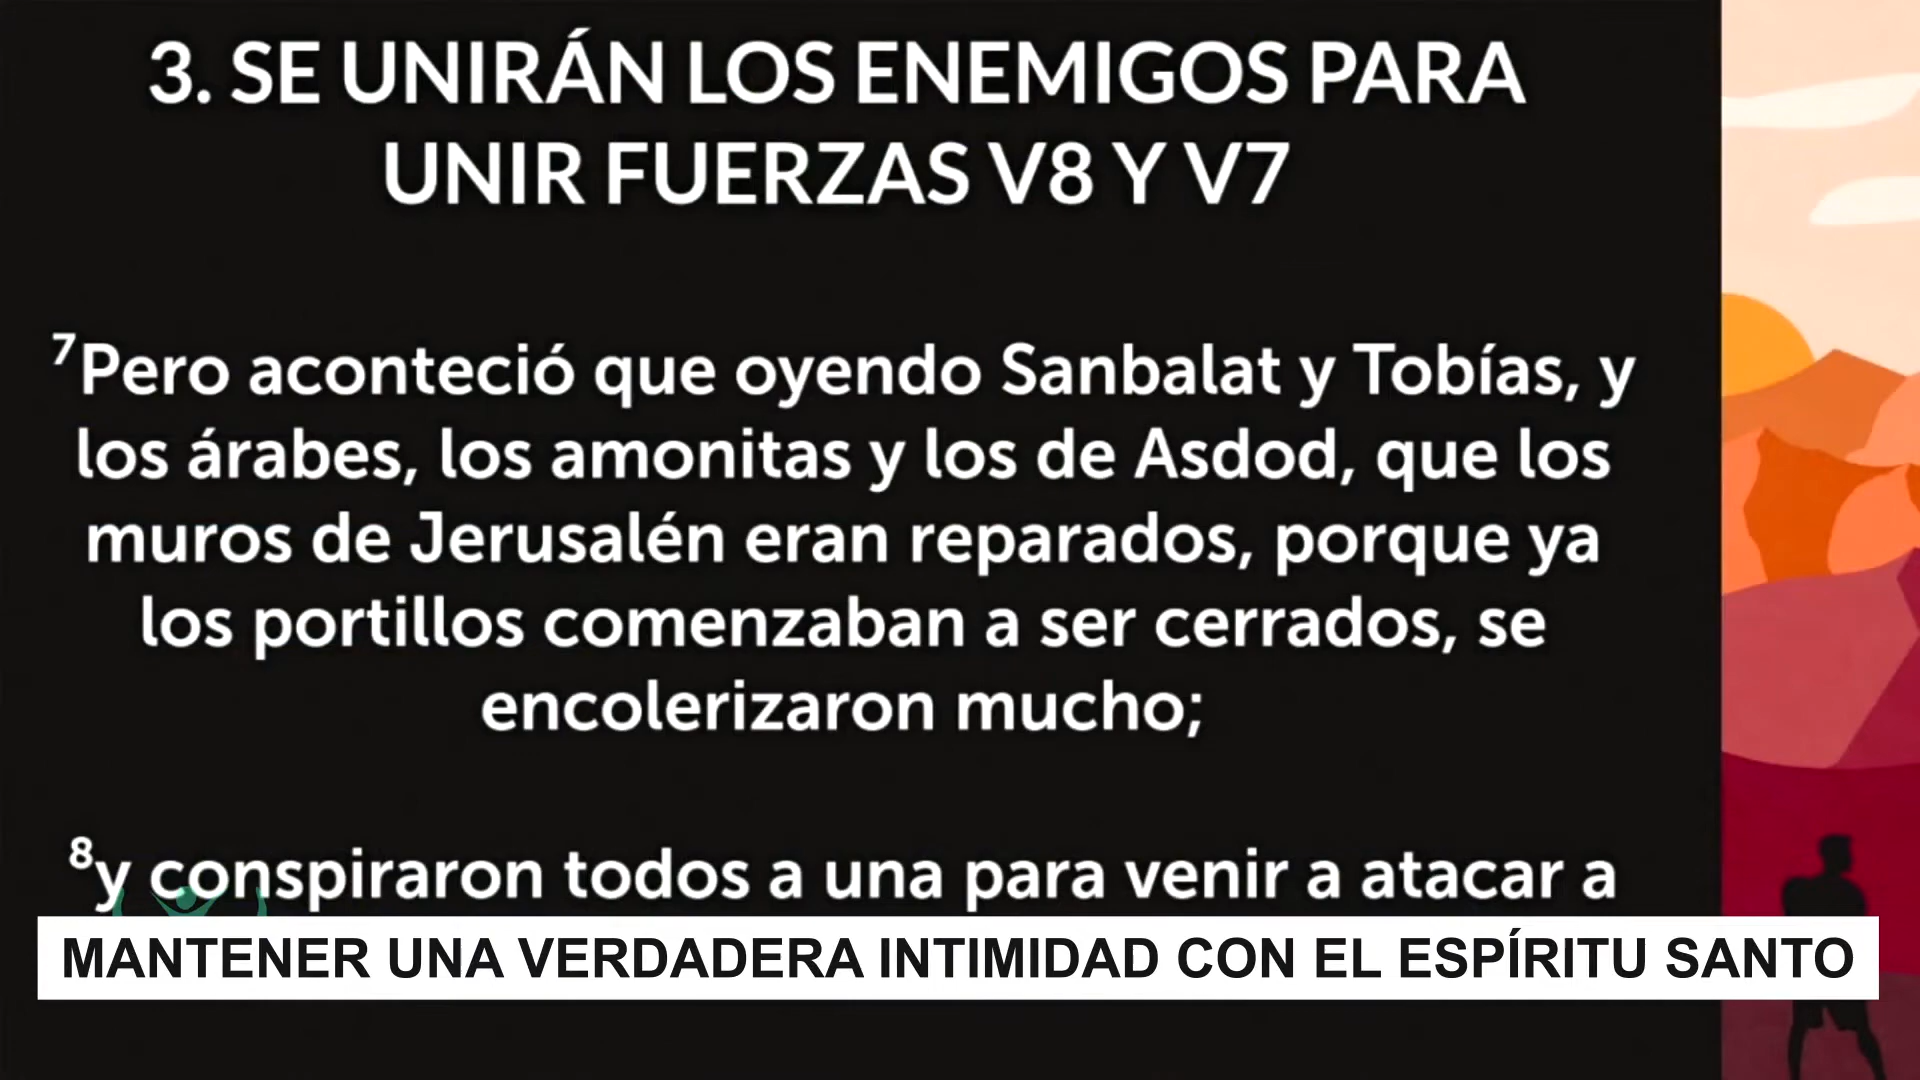 3. SE UNIRÁN LOS ENEMIGOS PARA
UNIR FUERZAS V8 Y V7
⁷Pero aconteció que oyendo Sanbalat y Tobías, y
los árabes, los amonitas y los de Asdod, que los
muros de Jerusalén eran reparados, porque ya
los portillos comenzaban a ser cerrados, se
encolerizaron mucho;
⁸y conspiraron todos a una para venir a atacar a
MANTENER UNA VERDADERA INTIMIDAD CON EL ESPÍRITU SANTO